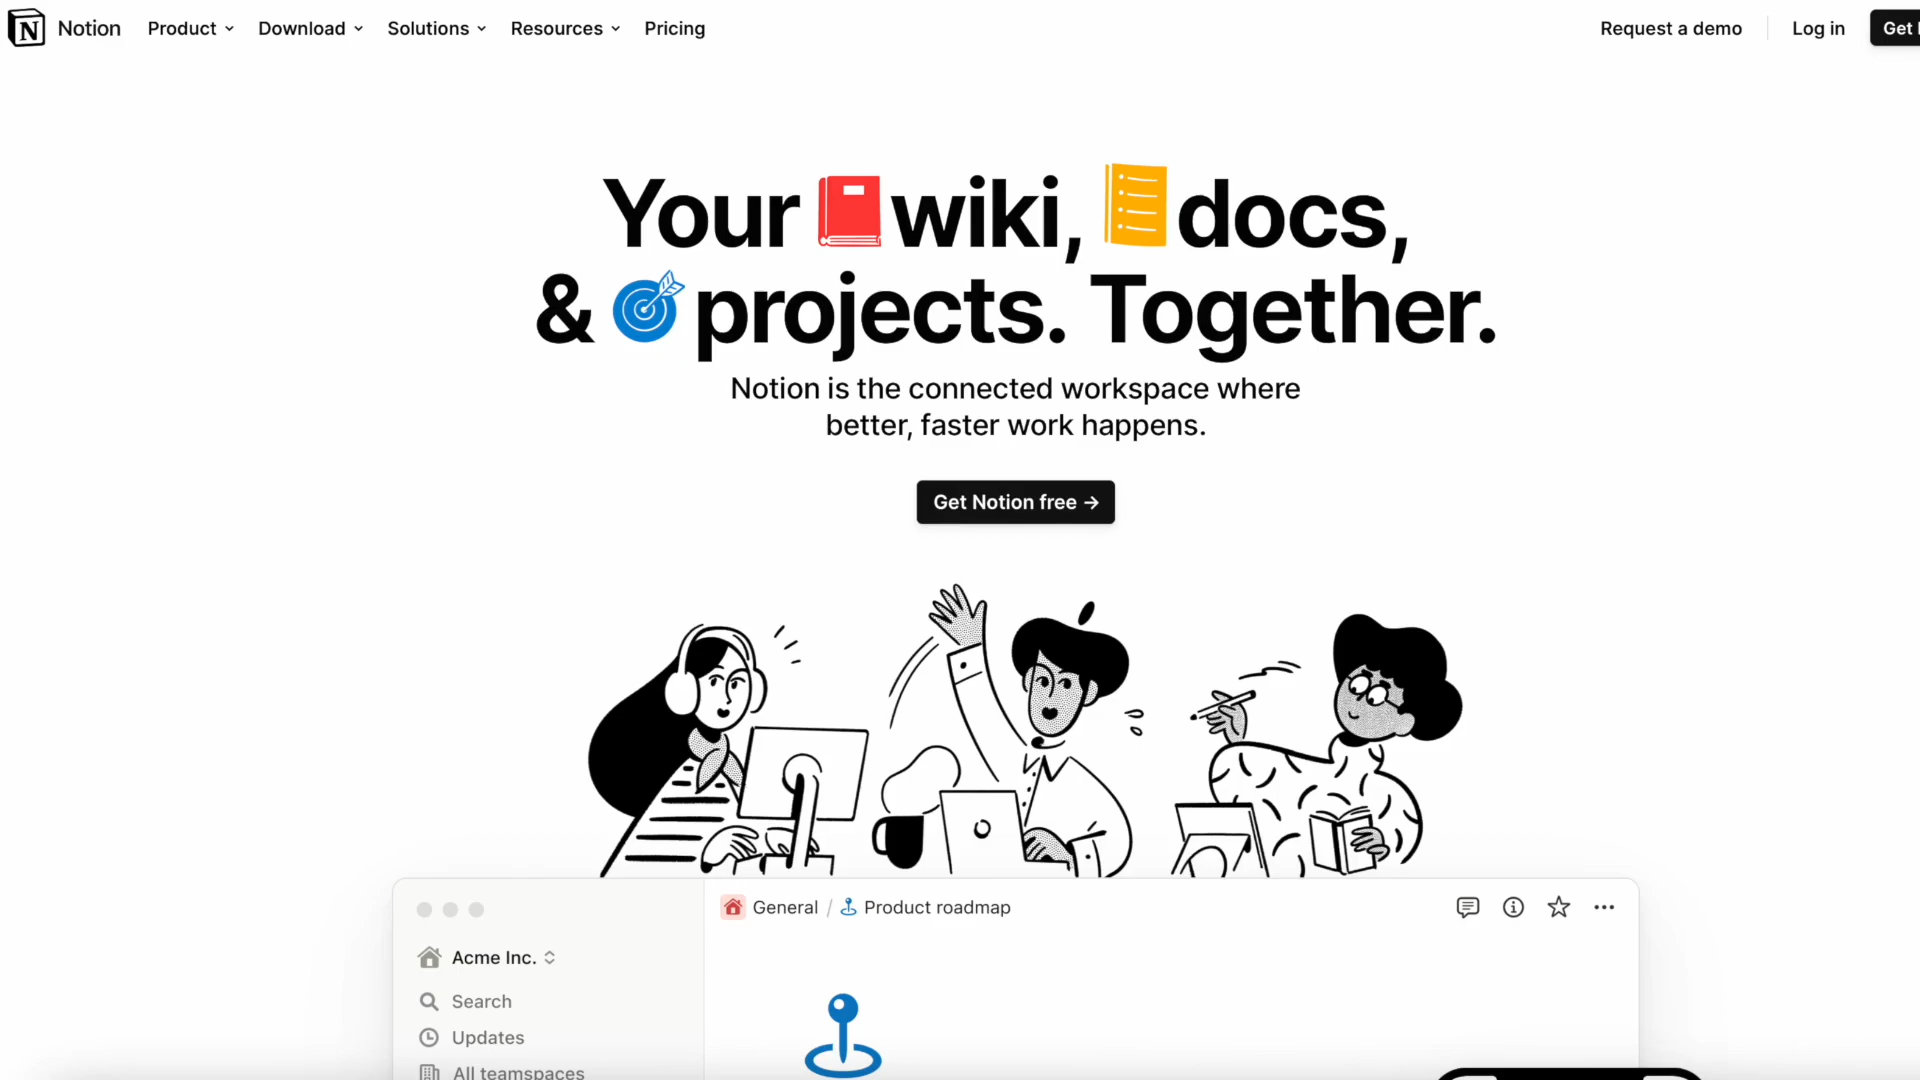 Notion Product Download Solutions Resources Pricing Request a demo Log in Get
Your wiki, docs,
& projects. Together.
Notion is the connected workspace where
better, faster work happens.
Get Notion free →
General / Product roadmap
Acme Inc.
Search
Updates
All teamspaces